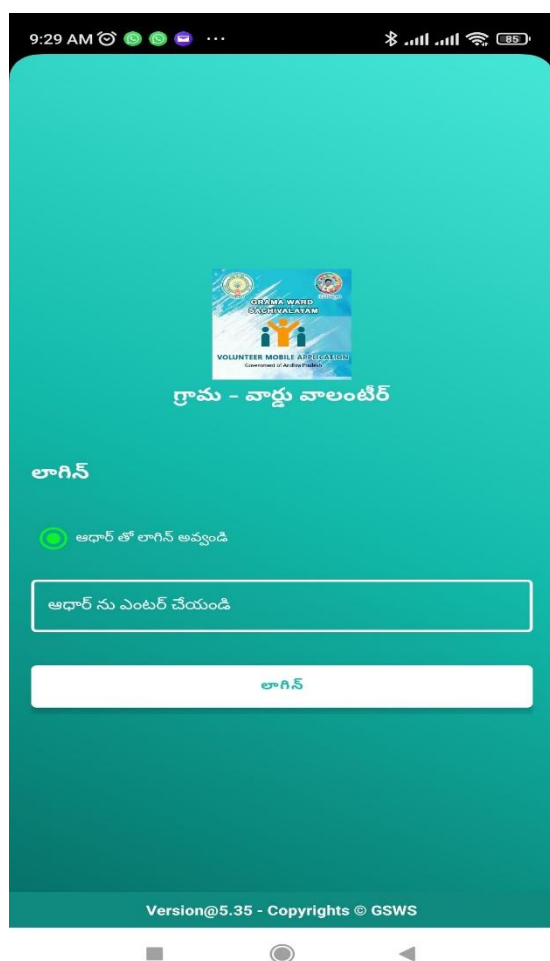 9:29 AM
85
GRAMA WARD
SACHIVALAYAM
VOLUNTEER MOBILE APPLICATION
Government of Andhra Pradesh
గ్రామ - వార్డు వాలంటీర్
లాగిన్
ఆధార్ తో లాగిన్ అవ్వండి
ఆధార్ ను ఎంటర్ చేయండి
లాగిన్
Version@5.35 - Copyrights © GSWS